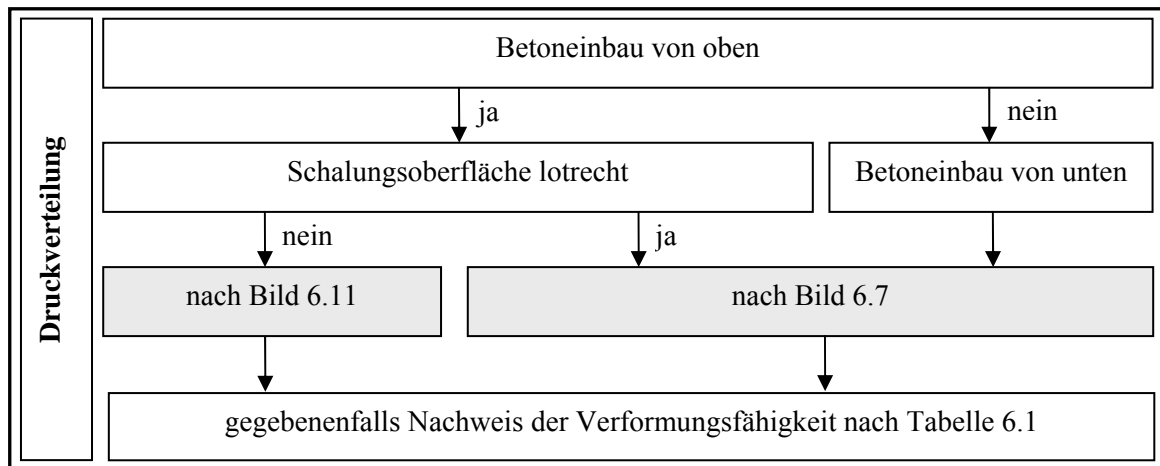 Druckverteilung
Betoneinbau von oben
ja
nein
Schalungsoberfläche lotrecht
Betoneinbau von unten
nein
ja
nach Bild 6.11
nach Bild 6.7
gegebenenfalls Nachweis der Verformungsfähigkeit nach Tabelle 6.1